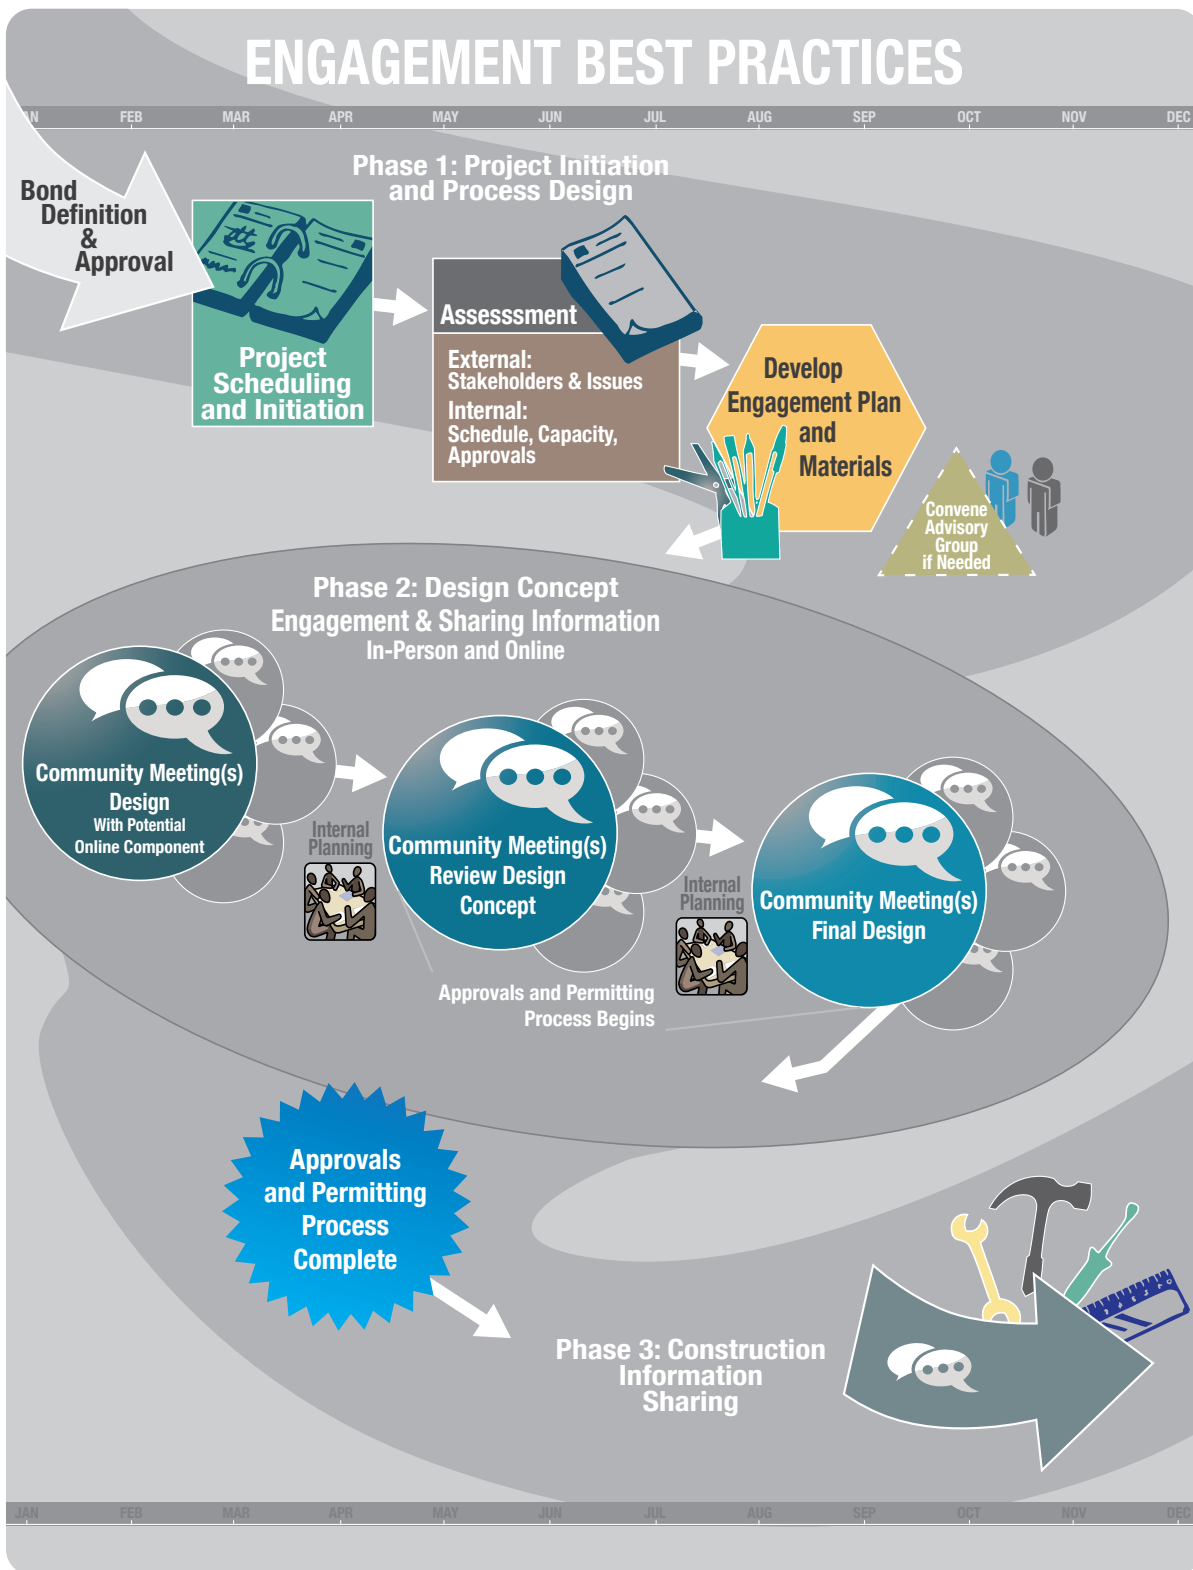 ENGAGEMENT BEST PRACTICES
AN FEB MAR APR MAY JUN JUL AUG SEP OCT NOV DEC
Bond
Definition
&
Approval
Phase 1: Project Initiation
and Process Design
Project
Scheduling
and Initiation
Assesssment
External:
Stakeholders & Issues
Internal:
Schedule, Capacity,
Approvals
Develop
Engagement Plan
and
Materials
Convene
Advisory
Group
if Needed
Phase 2: Design Concept
Engagement & Sharing Information
In-Person and Online
Community Meeting(s)
Design
With Potential
Online Component
Internal
Planning
Community Meeting(s)
Review Design
Concept
Internal
Planning
Community Meeting(s)
Final Design
Approvals and Permitting
Process Begins
Approvals
and Permitting
Process
Complete
Phase 3: Construction
Information
Sharing
JAN FEB MAR APR MAY JUN JUL AUG SEP OCT NOV DEC